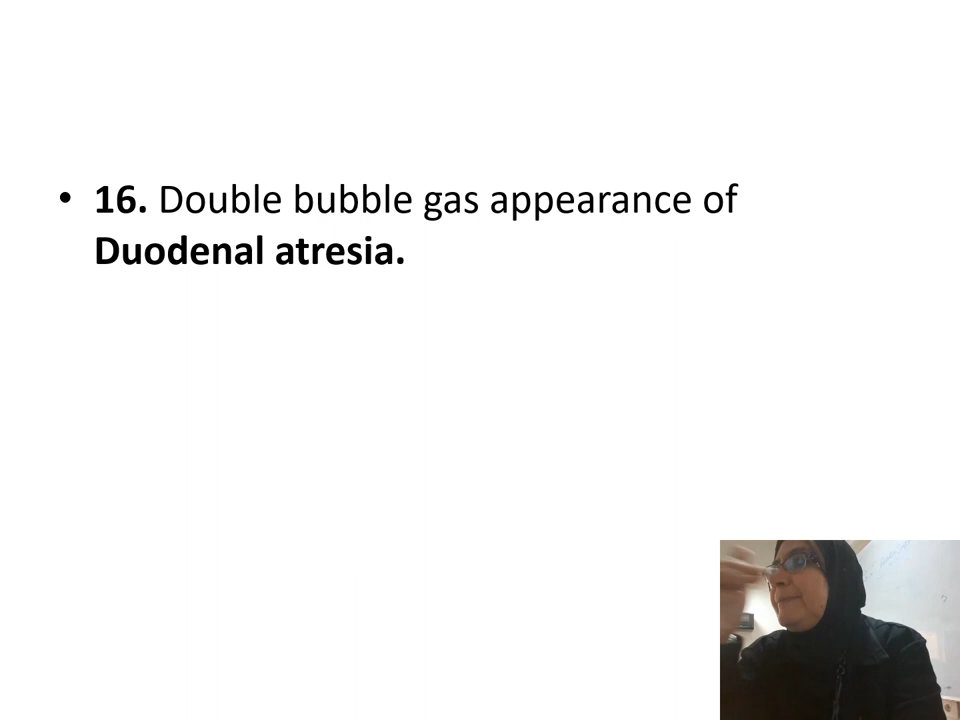 • 16. Double bubble gas appearance of
Duodenal atresia.